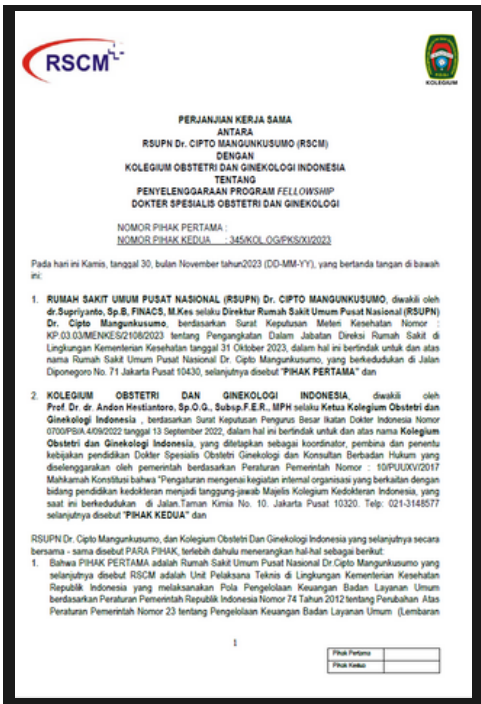 RSCM
KOLEGIUM
PERJANJIAN KERJA SAMA
ANTARA
RSUPN Dr. CIPTO MANGUNKUSUMO (RSCM)
DENGAN
KOLEGIUM OBSTETRI DAN GINEKOLOGI INDONESIA
TENTANG
PENYELENGGARAAN PROGRAM FELLOWSHIP
DOKTER SPESIALIS OBSTETRI DAN GINEKOLOGI
NOMOR PIHAK PERTAMA :
NOMOR PIHAK KEDUA : 345/KOL.OG/PKS/XI/2023
Pada hari ini Kamis, tanggal 30, bulan November tahun2023 (DD-MM-YY), yang bertanda tangan di bawah
ini:
1. RUMAH SAKIT UMUM PUSAT NASIONAL (RSUPN) Dr. CIPTO MANGUNKUSUMO, diwakili oleh
dr.Supriyanto, Sp.B, FINACS, M.Kes selaku Direktur Rumah Sakit Umum Pusat Nasional (RSUPN)
Dr. Cipto Mangunkusumo, berdasarkan Surat Keputusan Meteri Kesehatan Nomor :
KP.03.03/MENKES/2108/2023 tentang Pengangkatan Dalam Jabatan Direksi Rumah Sakit di
Lingkungan Kementerian Kesehatan tanggal 31 Oktober 2023, dalam hal ini bertindak untuk dan atas
nama Rumah Sakit Umum Pusat Nasional Dr. Cipto Mangunkusumo, yang berkedudukan di Jalan
Diponegoro No. 71 Jakarta Pusat 10430, selanjutnya disebut "PIHAK PERTAMA" dan
2. KOLEGIUM OBSTETRI DAN GINEKOLOGI INDONESIA, diwakili oleh
Prof. Dr. dr. Andon Hestiantoro, Sp.O.G., Subsp.F.E.R., MPH selaku Ketua Kolegium Obstetri dan
Ginekologi Indonesia , berdasarkan Surat Keputusan Pengurus Besar Ikatan Dokter Indonesia Nomor
0700/PB/A.4/09/2022 tanggal 13 September 2022, dalam hal ini bertindak untuk dan atas nama Kolegium
Obstetri dan Ginekologi Indonesia, yang ditetapkan sebagai koordinator, pembina dan penentu
kebijakan pendidikan Dokter Spesialis Obstetri Ginekologi dan Konsultan Berbadan Hukum yang
diselenggarakan oleh pemerintah berdasarkan Peraturan Pemerintah Nomor : 10/PUUXV/2017
Mahkamah Konstitusi bahwa "Pengaturan mengenai kegiatan internal organisasi yang berkaitan dengan
bidang pendidikan kedokteran menjadi tanggung-jawab Majelis Kolegium Kedokteran Indonesia, yang
saat ini berkedudukan di Jalan.Taman Kimia No. 10. Jakarta Pusat 10320. Telp: 021-3148577
selanjutnya disebut "PIHAK KEDUA" dan
RSUPN Dr. Cipto Mangunkusumo, dan Kolegium Obstetri Dan Ginekologi Indonesia yang selanjutnya secara
bersama - sama disebut PARA PIHAK, terlebih dahulu menerangkan hal-hal sebagai berikut:
1. Bahwa PIHAK PERTAMA adalah Rumah Sakit Umum Pusat Nasional Dr.Cipto Mangunkusumo yang
selanjutnya disebut RSCM adalah Unit Pelaksana Teknis di Lingkungan Kementerian Kesehatan
Republik Indonesia yang melaksanakan Pola Pengelolaan Keuangan Badan Layanan Umum
berdasarkan Peraturan Pemerintah Republik Indonesia Nomor 74 Tahun 2012 tentang Perubahan Atas
Peraturan Pemerintah Nomor 23 tentang Pengelolaan Keuangan Badan Layanan Umum (Lembaran
1
Pihak Pertama
Pihak Kedua